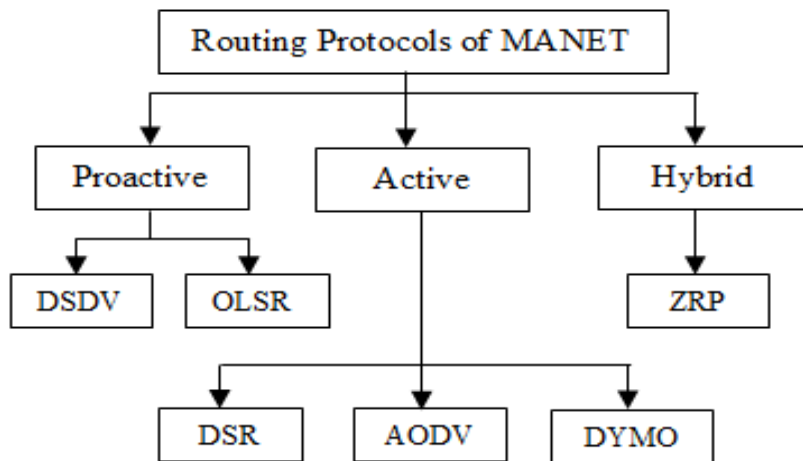 Routing Protocols of MANET
Proactive
Active
Hybrid
DSDV
OLSR
ZRP
DSR
AODV
DYMO